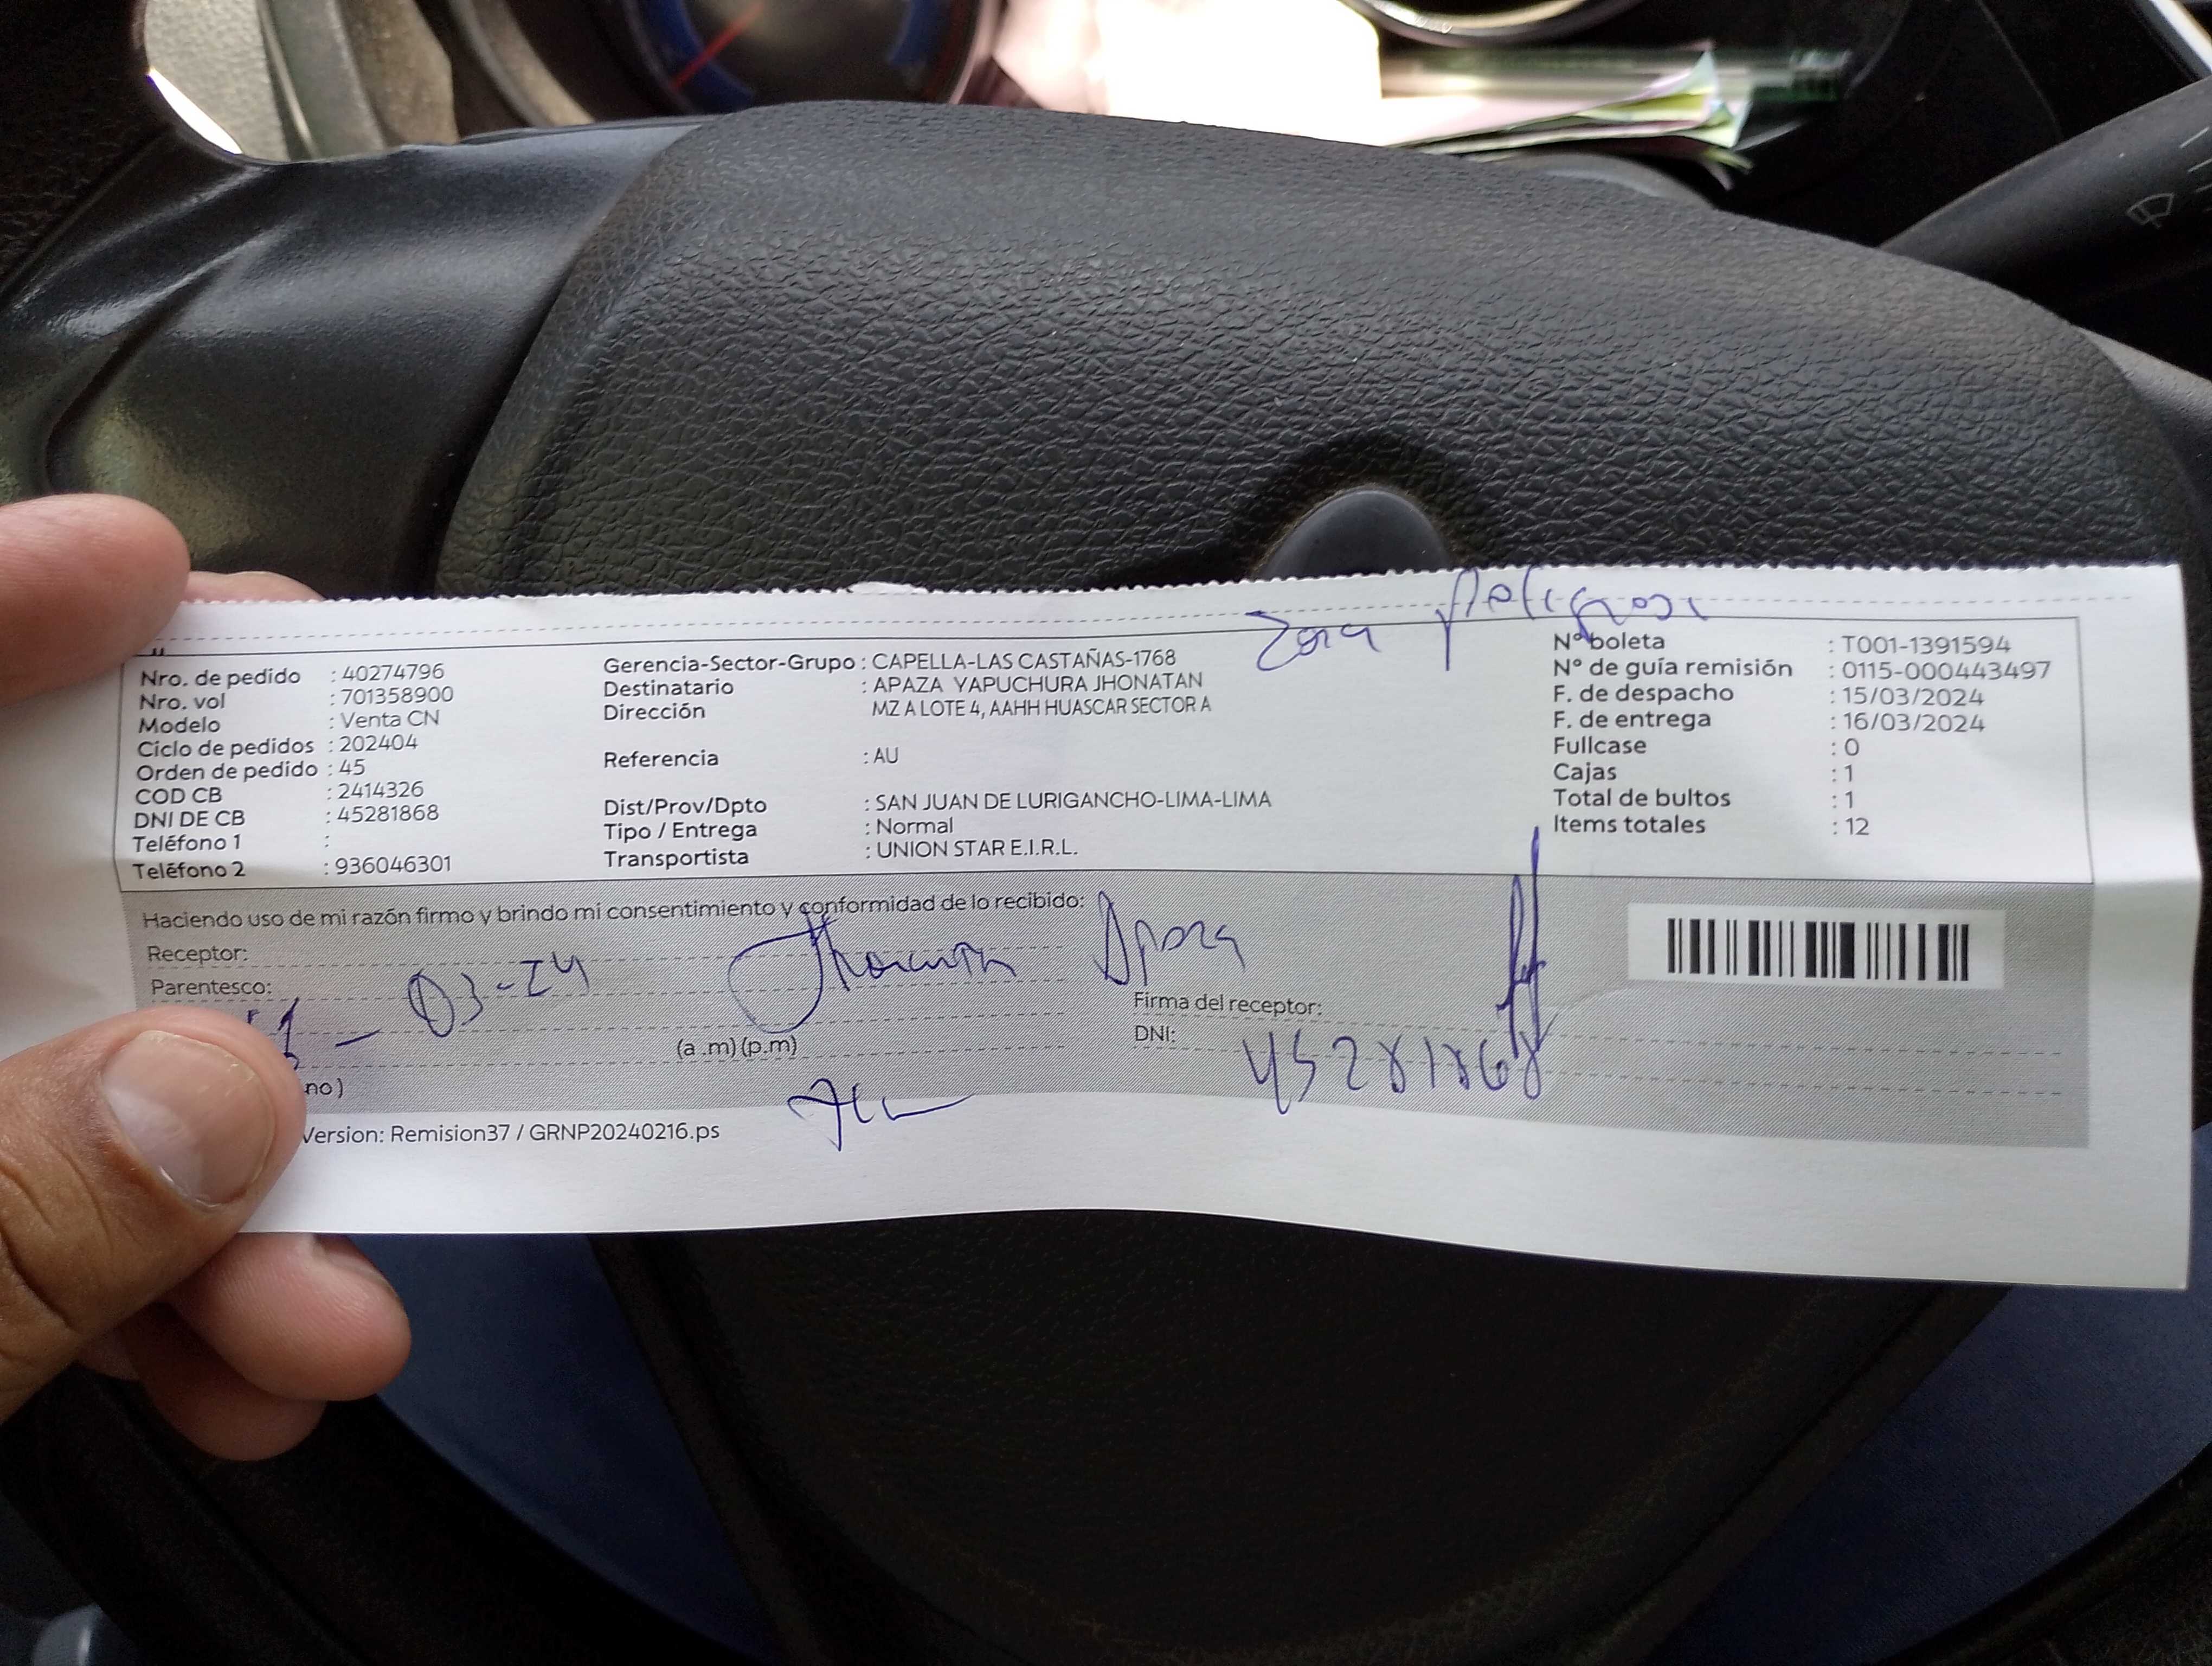 Zona peligrosa
Nro. de pedido : 40274796
Nro. vol : 701358900
Modelo : Venta CN
Ciclo de pedidos : 202404
Orden de pedido : 45
COD CB : 2414326
DNI DE CB : 45281868
Teléfono 1 :
Teléfono 2 : 936046301
Gerencia-Sector-Grupo : CAPELLA-LAS CASTAÑAS-1768
Destinatario : APAZA YAPUCHURA JHONATAN
Dirección MZ A LOTE 4, AAHH HUASCAR SECTOR A
Referencia : AU
Dist/Prov/Dpto : SAN JUAN DE LURIGANCHO-LIMA-LIMA
Tipo / Entrega : Normal
Transportista : UNION STAR E.I.R.L.
N° boleta : T001-1391594
N° de guía remisión : 0115-000443497
F. de despacho : 15/03/2024
F. de entrega : 16/03/2024
Fullcase : 0
Cajas : 1
Total de bultos : 1
Items totales : 12
Haciendo uso de mi razón firmo y brindo mi consentimiento y conformidad de lo recibido:
Receptor: Jhonatan Apaza
Parentesco:
03-24
(a .m) (p.m)
no)
Firma del receptor:
DNI: 45281868
Version: Remision37 / GRNP20240216.ps